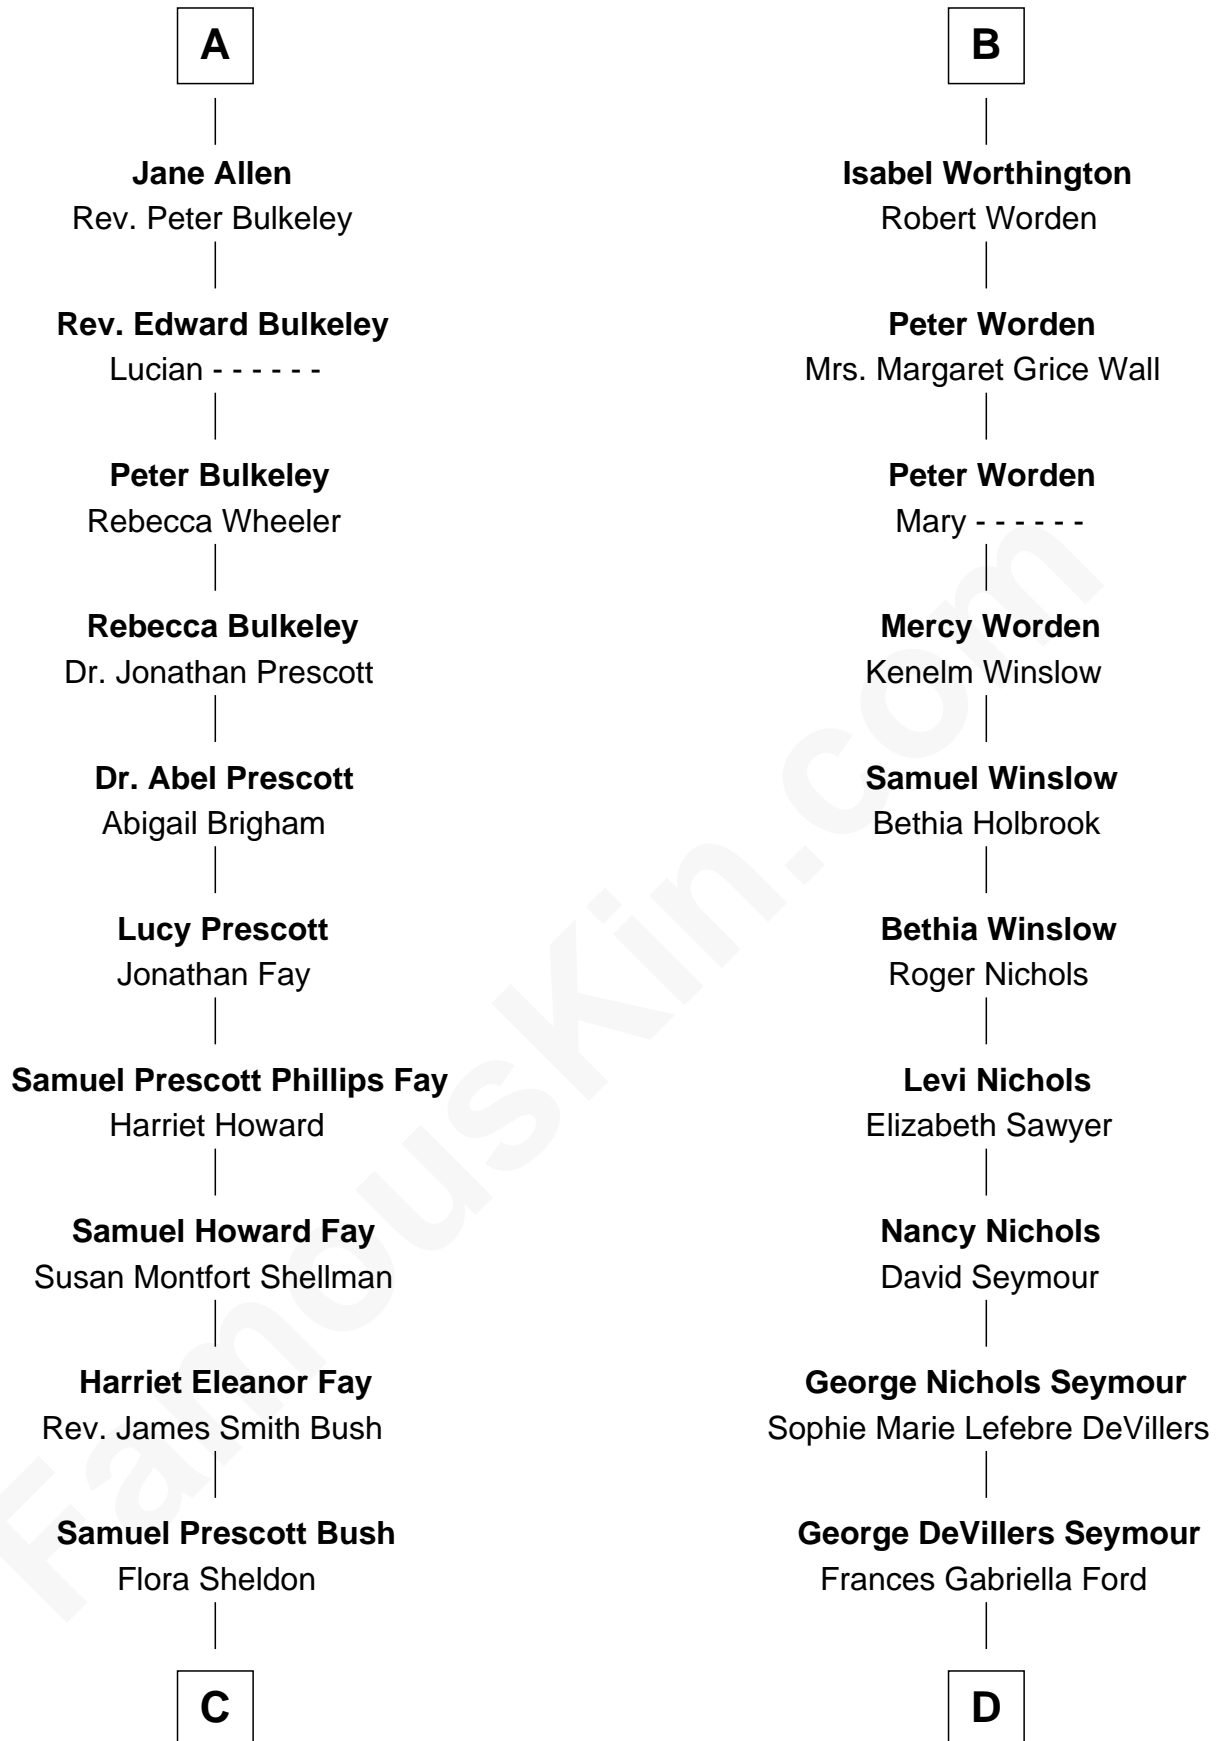 A
Jane Allen
Rev. Peter Bulkeley
Rev. Edward Bulkeley
Lucian - - - - - -
Peter Bulkeley
Rebecca Wheeler
Rebecca Bulkeley
Dr. Jonathan Prescott
Dr. Abel Prescott
Abigail Brigham
Lucy Prescott
Jonathan Fay
Samuel Prescott Phillips Fay
Harriet Howard
Samuel Howard Fay
Susan Montfort Shellman
Harriet Eleanor Fay
Rev. James Smith Bush
Samuel Prescott Bush
Flora Sheldon
C
B
Isabel Worthington
Robert Worden
Peter Worden
Mrs. Margaret Grice Wall
Peter Worden
Mary - - - - - -
Mercy Worden
Kenelm Winslow
Samuel Winslow
Bethia Holbrook
Bethia Winslow
Roger Nichols
Levi Nichols
Elizabeth Sawyer
Nancy Nichols
David Seymour
George Nichols Seymour
Sophie Marie Lefebre DeVillers
George DeVillers Seymour
Frances Gabriella Ford
D
FamousKin.com